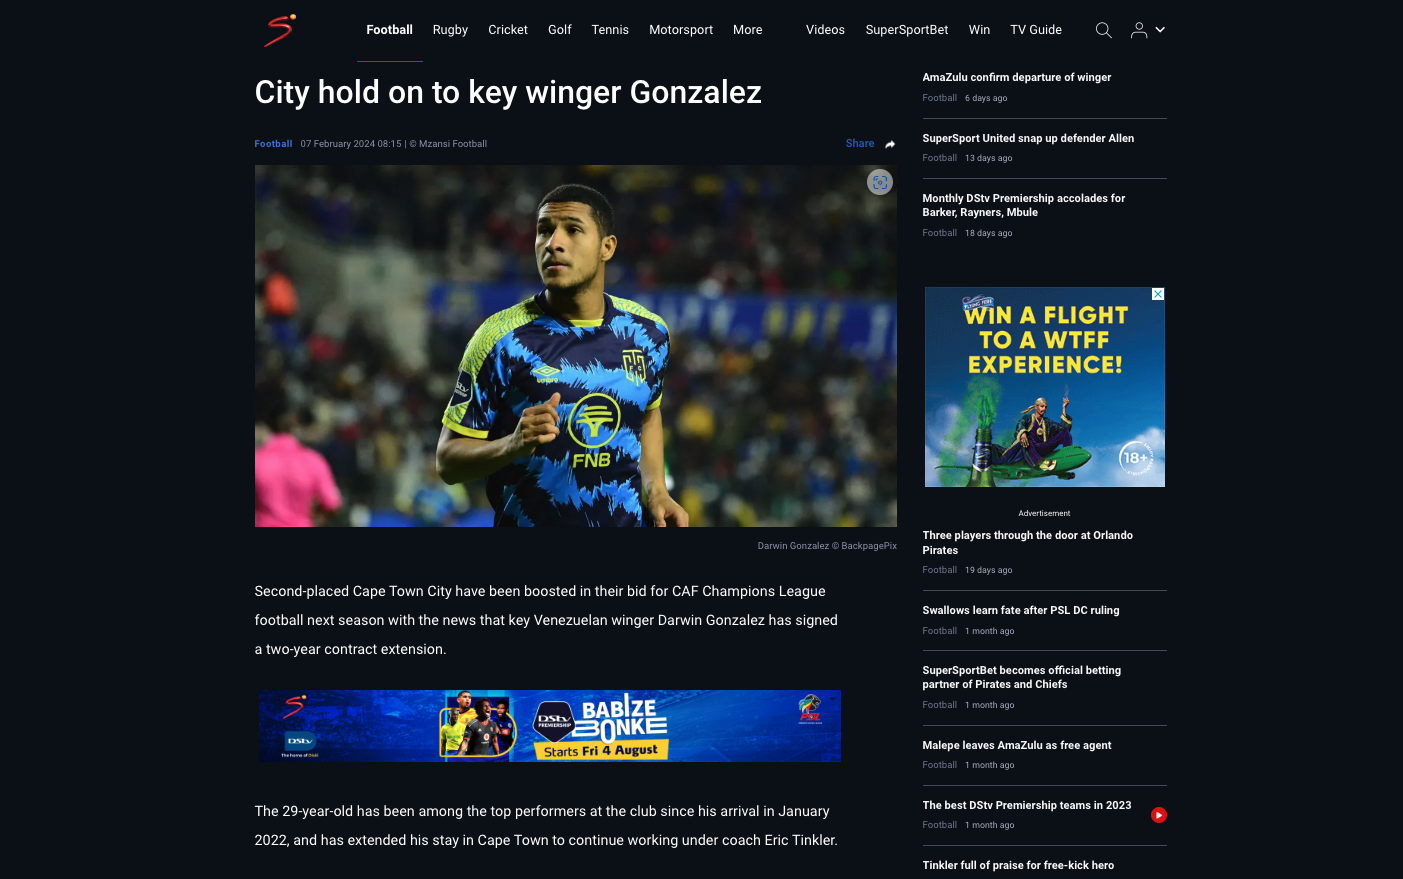 Football Rugby Cricket Golf Tennis Motorsport More Videos SuperSportBet Win TV Guide
City hold on to key winger Gonzalez
Football 07 February 2024 08:15 | © Mzansi Football
Share
FNB
Darwin Gonzalez © BackpagePix
Second-placed Cape Town City have been boosted in their bid for CAF Champions League
football next season with the news that key Venezuelan winger Darwin Gonzalez has signed
a two-year contract extension.
DStv
DStv
PREMIERSHIP
BABIZE
BONKE
Starts Fri 4 August
PSL
The 29-year-old has been among the top performers at the club since his arrival in January
2022, and has extended his stay in Cape Town to continue working under coach Eric Tinkler.
AmaZulu confirm departure of winger
Football 6 days ago
SuperSport United snap up defender Allen
Football 13 days ago
Monthly DStv Premiership accolades for
Barker, Rayners, Mbule
Football 18 days ago
WIN A FLIGHT
TO A WTFF
EXPERIENCE!
18+
Advertisement
Three players through the door at Orlando
Pirates
Football 19 days ago
Swallows learn fate after PSL DC ruling
Football 1 month ago
SuperSportBet becomes official betting
partner of Pirates and Chiefs
Football 1 month ago
Malepe leaves AmaZulu as free agent
Football 1 month ago
The best DStv Premiership teams in 2023
Football 1 month ago
Tinkler full of praise for free-kick hero